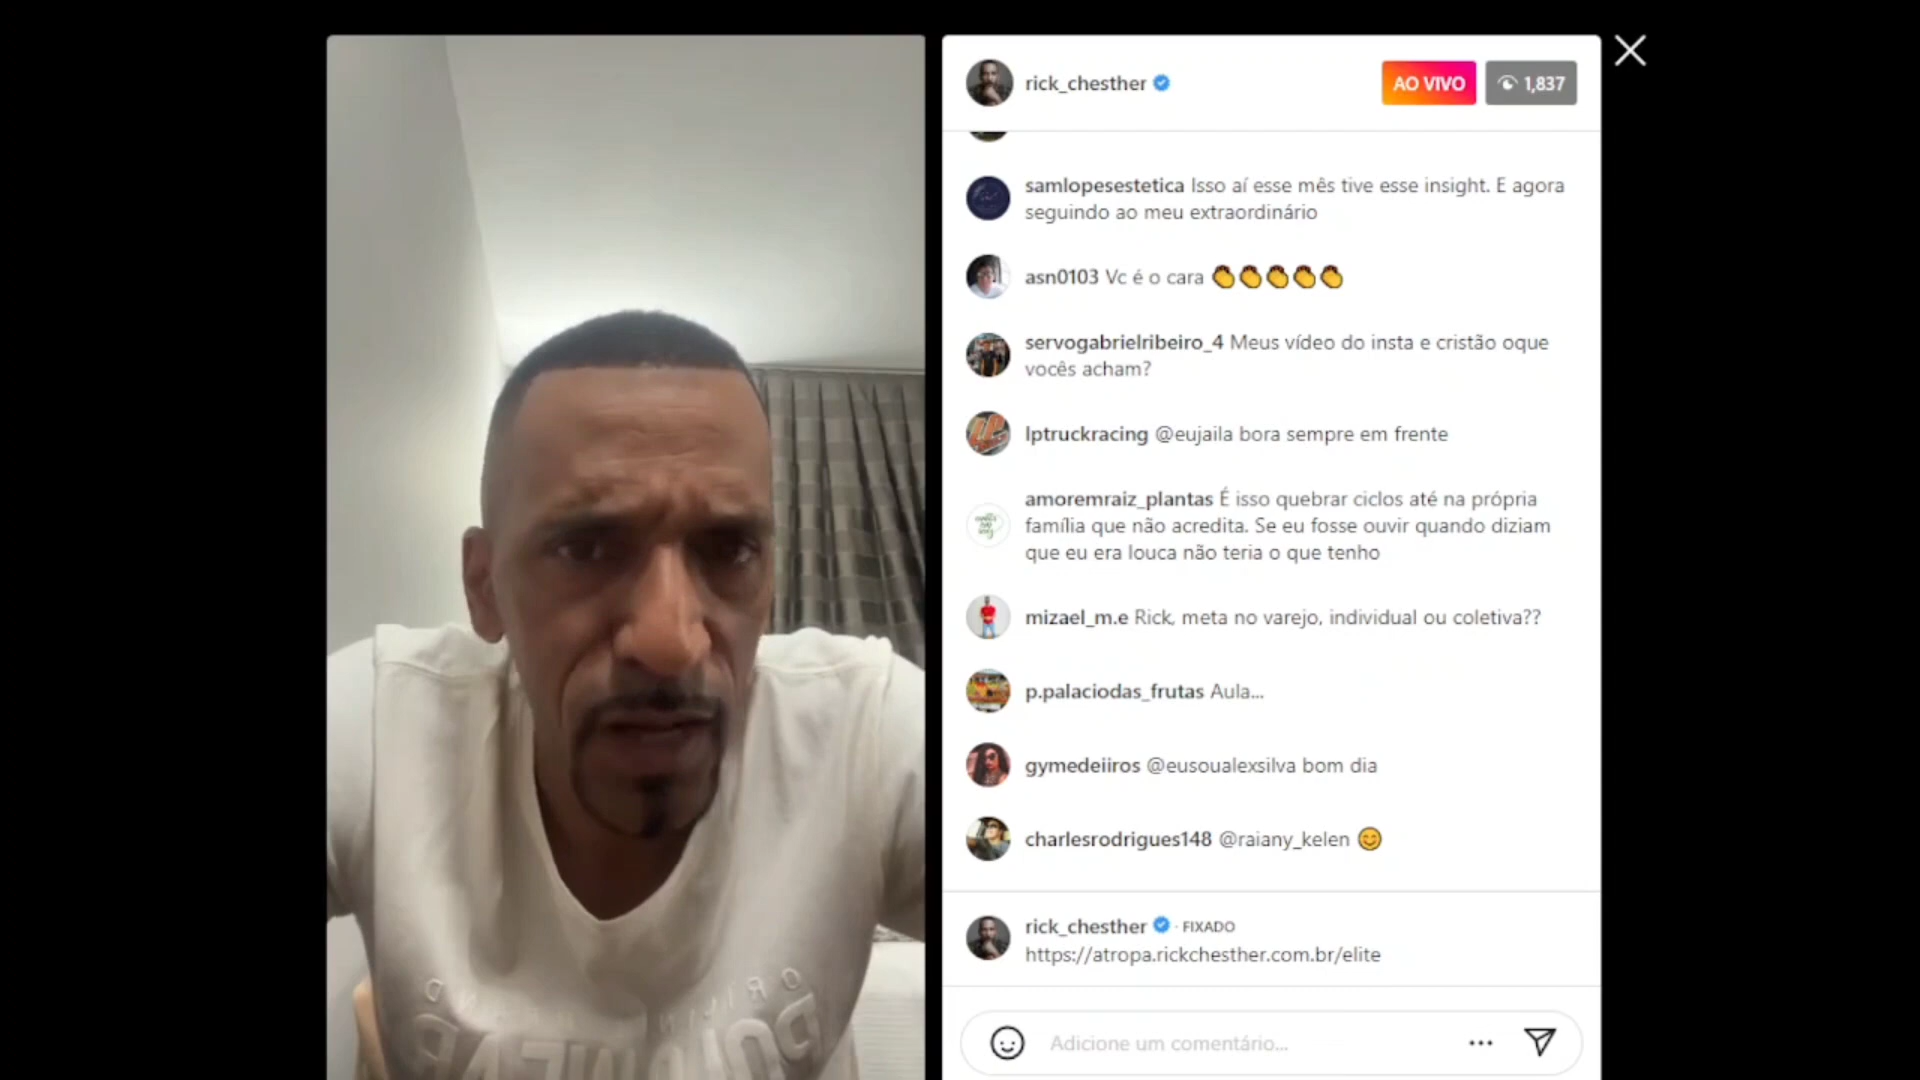 rick_chesther
AO VIVO
1,837
samlopesestetica Isso aí esse mês tive esse insight. E agora
seguindo ao meu extraordinário
asn0103 Vc é o cara 👏👏👏👏👏
servogabrielribeiro_4 Meus vídeo do insta e cristão oque
vocês acham?
lptruckracing @eujaila bora sempre em frente
amoremraiz_plantas É isso quebrar ciclos até na própria
família que não acredita. Se eu fosse ouvir quando diziam
que eu era louca não teria o que tenho
mizael_m.e Rick, meta no varejo, individual ou coletiva??
p.palaciodas_frutas Aula...
gymedeiiros @eusoualexsilva bom dia
charlesrodrigues148 @raiany_kelen 😊
rick_chesther · FIXADO
https://atropa.rickchesther.com.br/elite
Adicione um comentário...